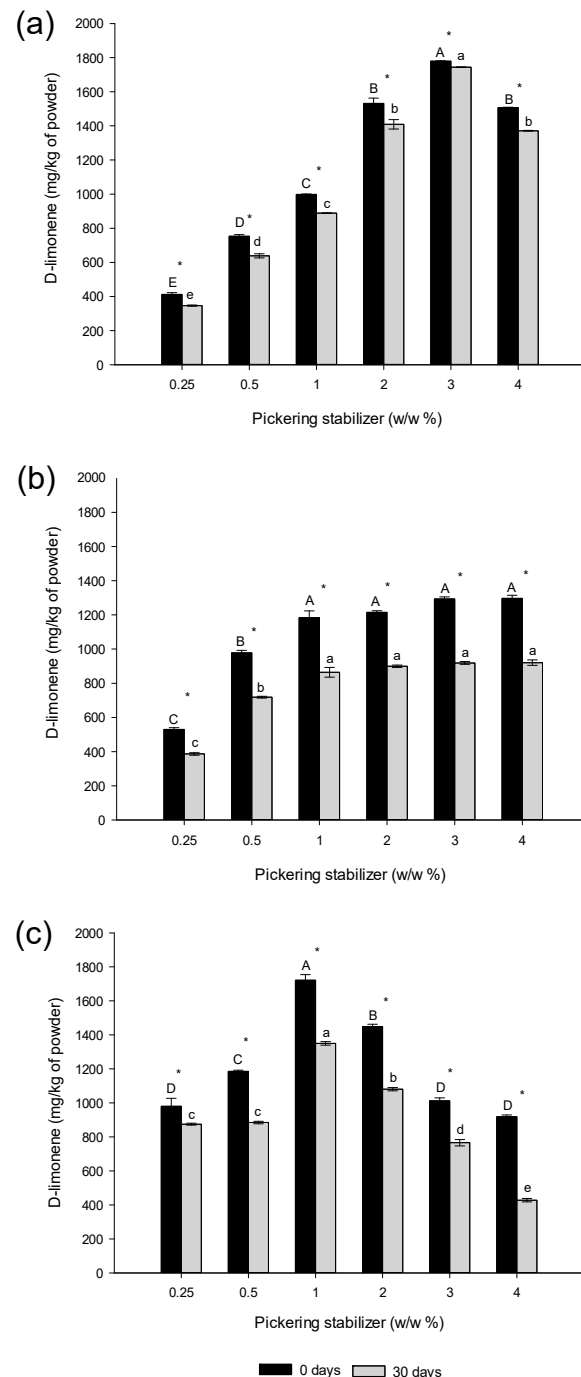 (a)
D-limonene (mg/kg of powder)
2000
1800
1600
1400
1200
1000
800
600
400
200
0
E * e
D * d
C * c
B * b
A * a
B * b
0.25 0.5 1 2 3 4
Pickering stabilizer (w/w %)
(b)
D-limonene (mg/kg of powder)
2000
1800
1600
1400
1200
1000
800
600
400
200
0
C * c
B * b
A * a
A * a
A * a
A * a
0.25 0.5 1 2 3 4
Pickering stabilizer (w/w %)
(c)
D-limonene (mg/kg of powder)
2000
1800
1600
1400
1200
1000
800
600
400
200
0
D * c
C * c
A * a
B * b
D * d
D * e
0.25 0.5 1 2 3 4
Pickering stabilizer (w/w %)
0 days 30 days